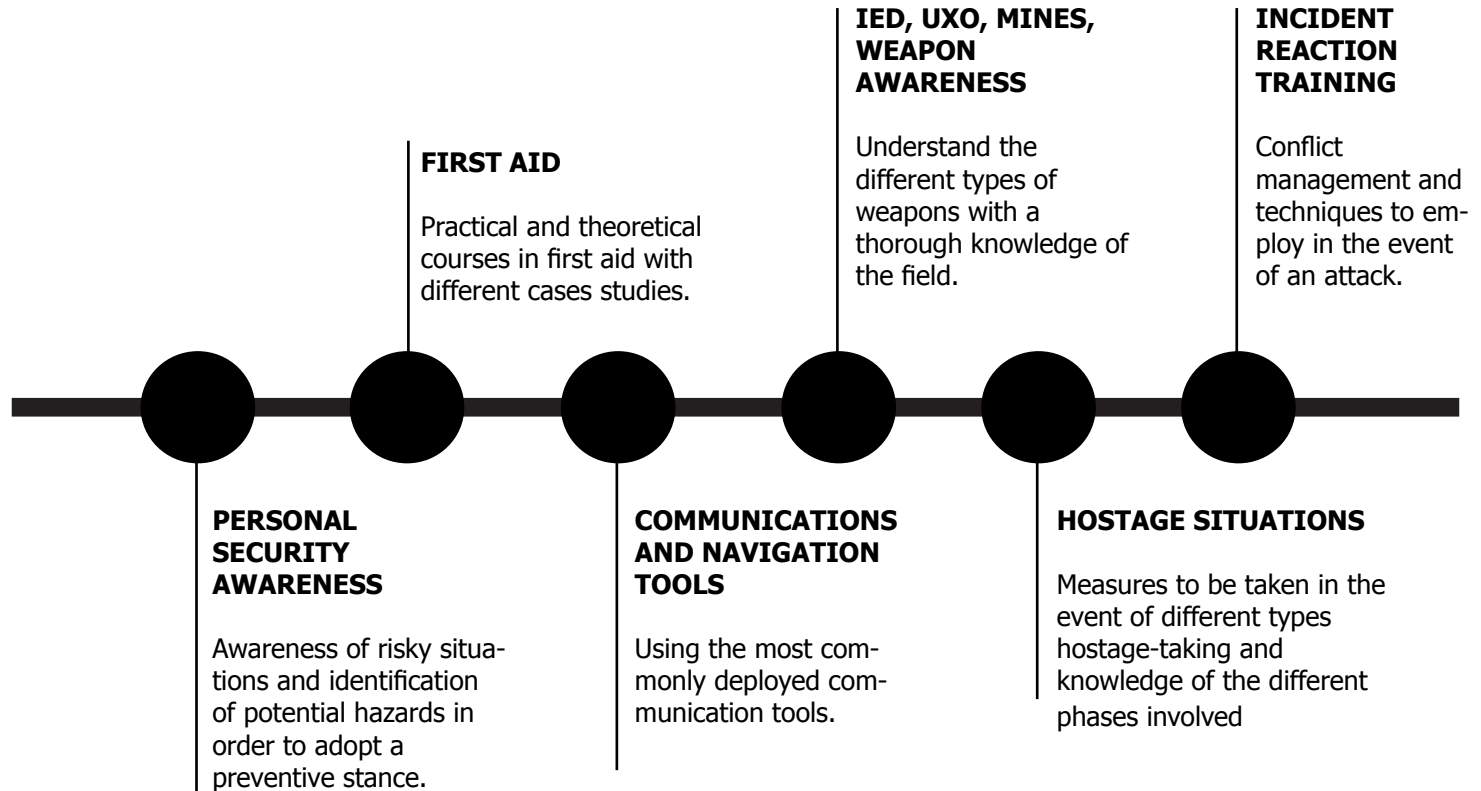 IED, UXO, MINES,
WEAPON
AWARENESS
Understand the
different types of
weapons with a
thorough knowledge of
the field.
INCIDENT
REACTION
TRAINING
Conflict
management and
techniques to em-
ploy in the event
of an attack.
FIRST AID
Practical and theoretical
courses in first aid with
different cases studies.
PERSONAL
SECURITY
AWARENESS
Awareness of risky situa-
tions and identification
of potential hazards in
order to adopt a
preventive stance.
COMMUNICATIONS
AND NAVIGATION
TOOLS
Using the most com-
monly deployed com-
munication tools.
HOSTAGE SITUATIONS
Measures to be taken in the
event of different types
hostage-taking and
knowledge of the different
phases involved